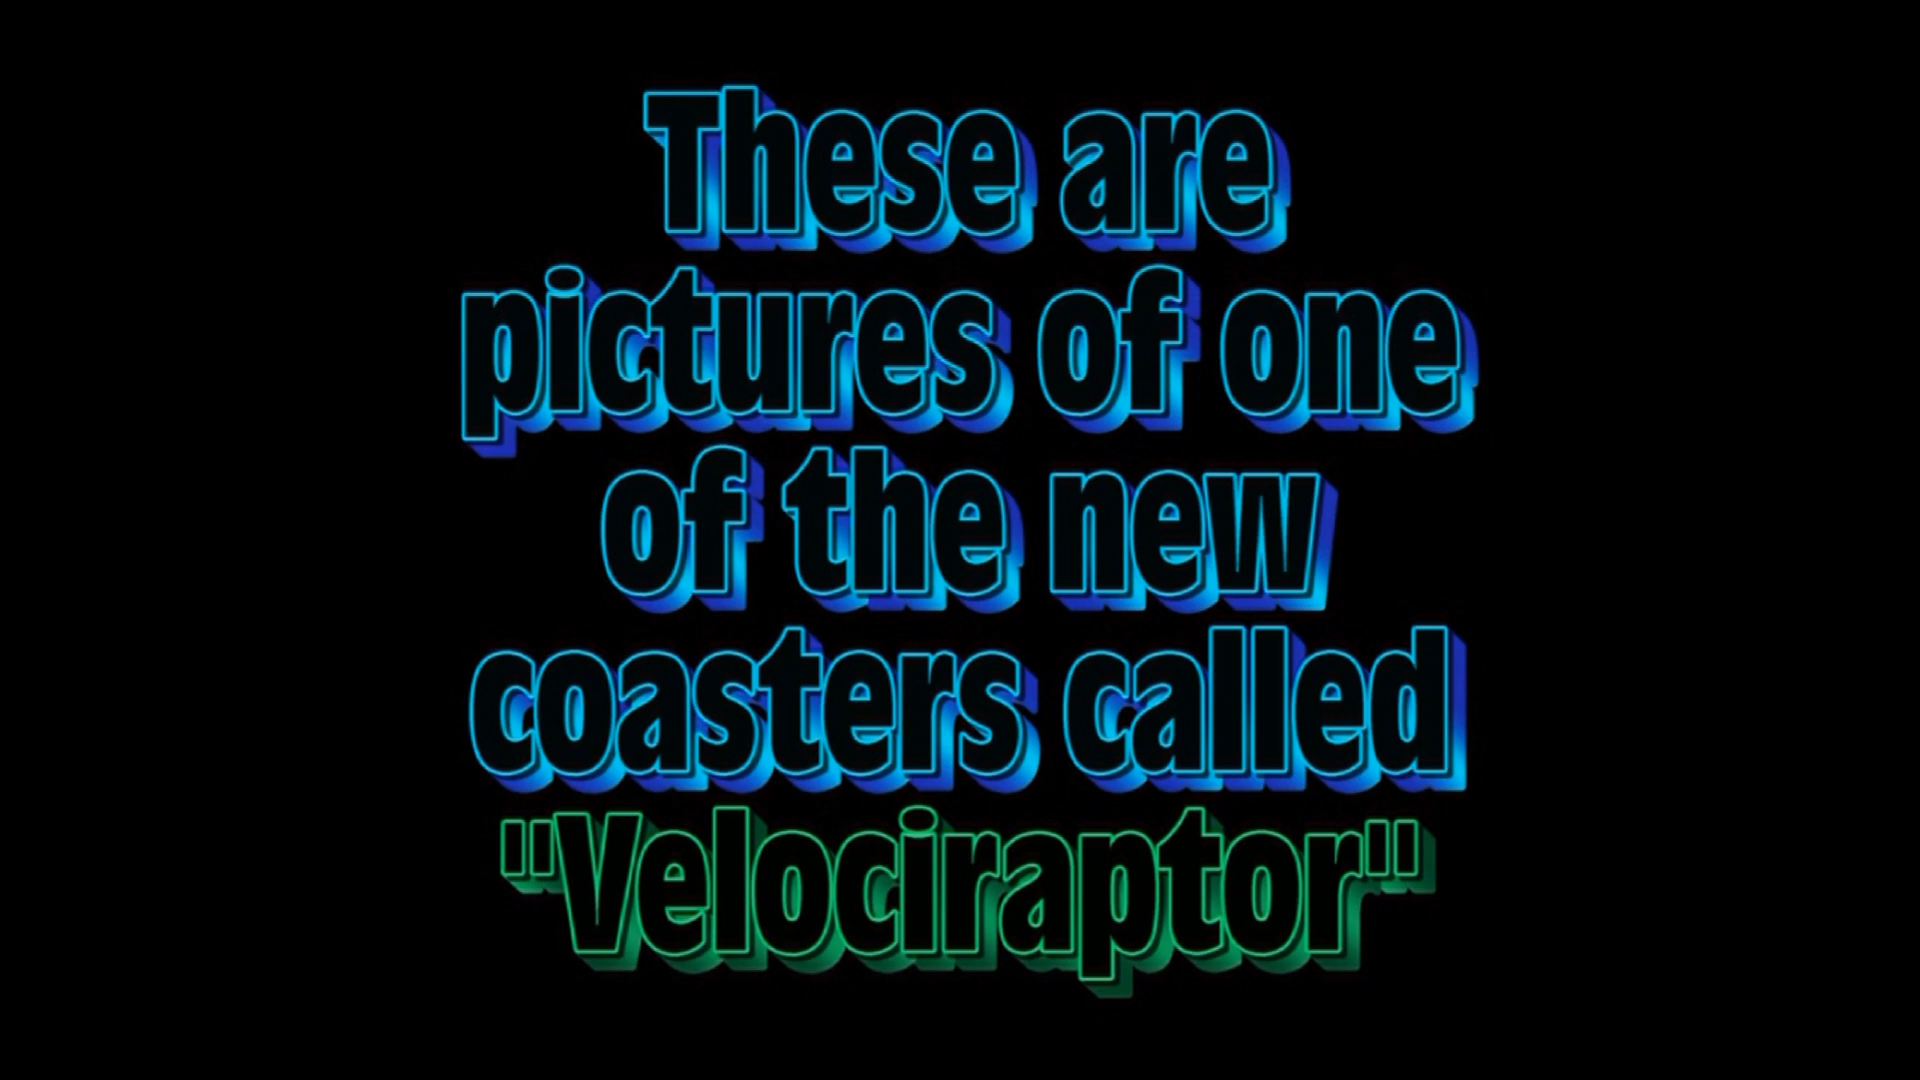 These are
pictures of one
of the new
coasters called
"Velociraptor"